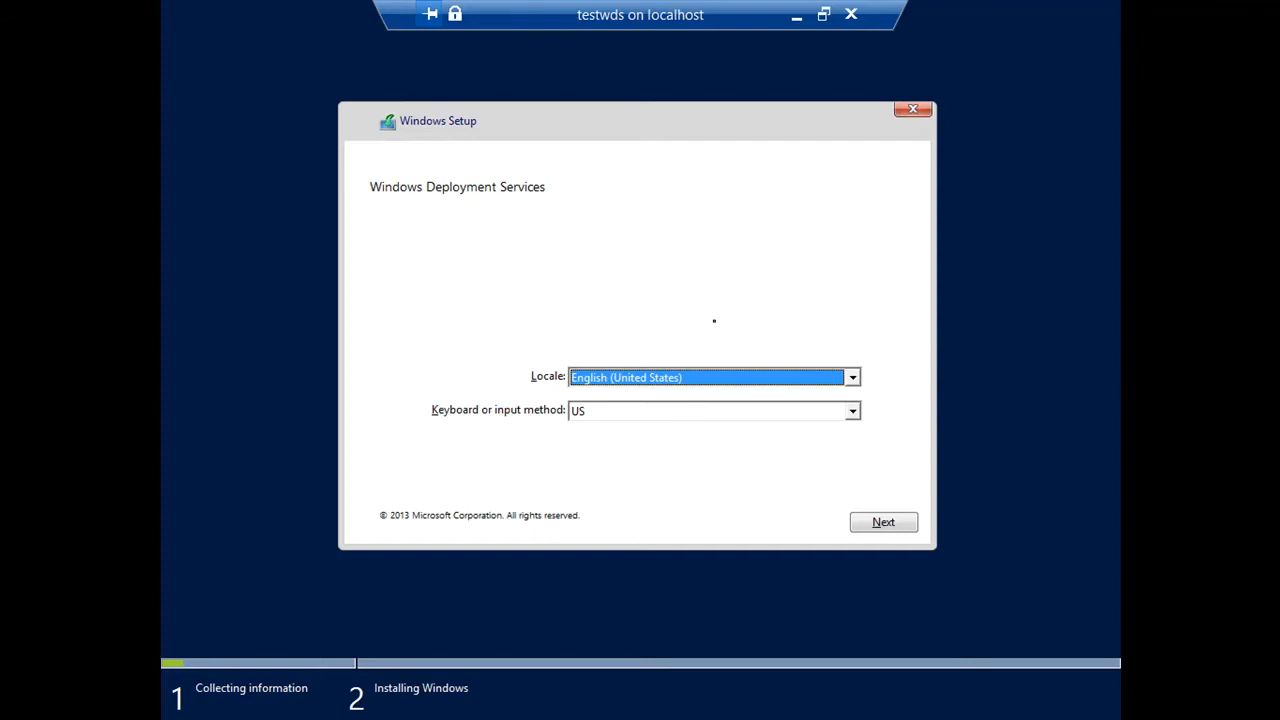 testwds on localhost
Windows Setup
Windows Deployment Services
Locale: English (United States)
Keyboard or input method: US
© 2013 Microsoft Corporation. All rights reserved.
Next
1 Collecting information 2 Installing Windows